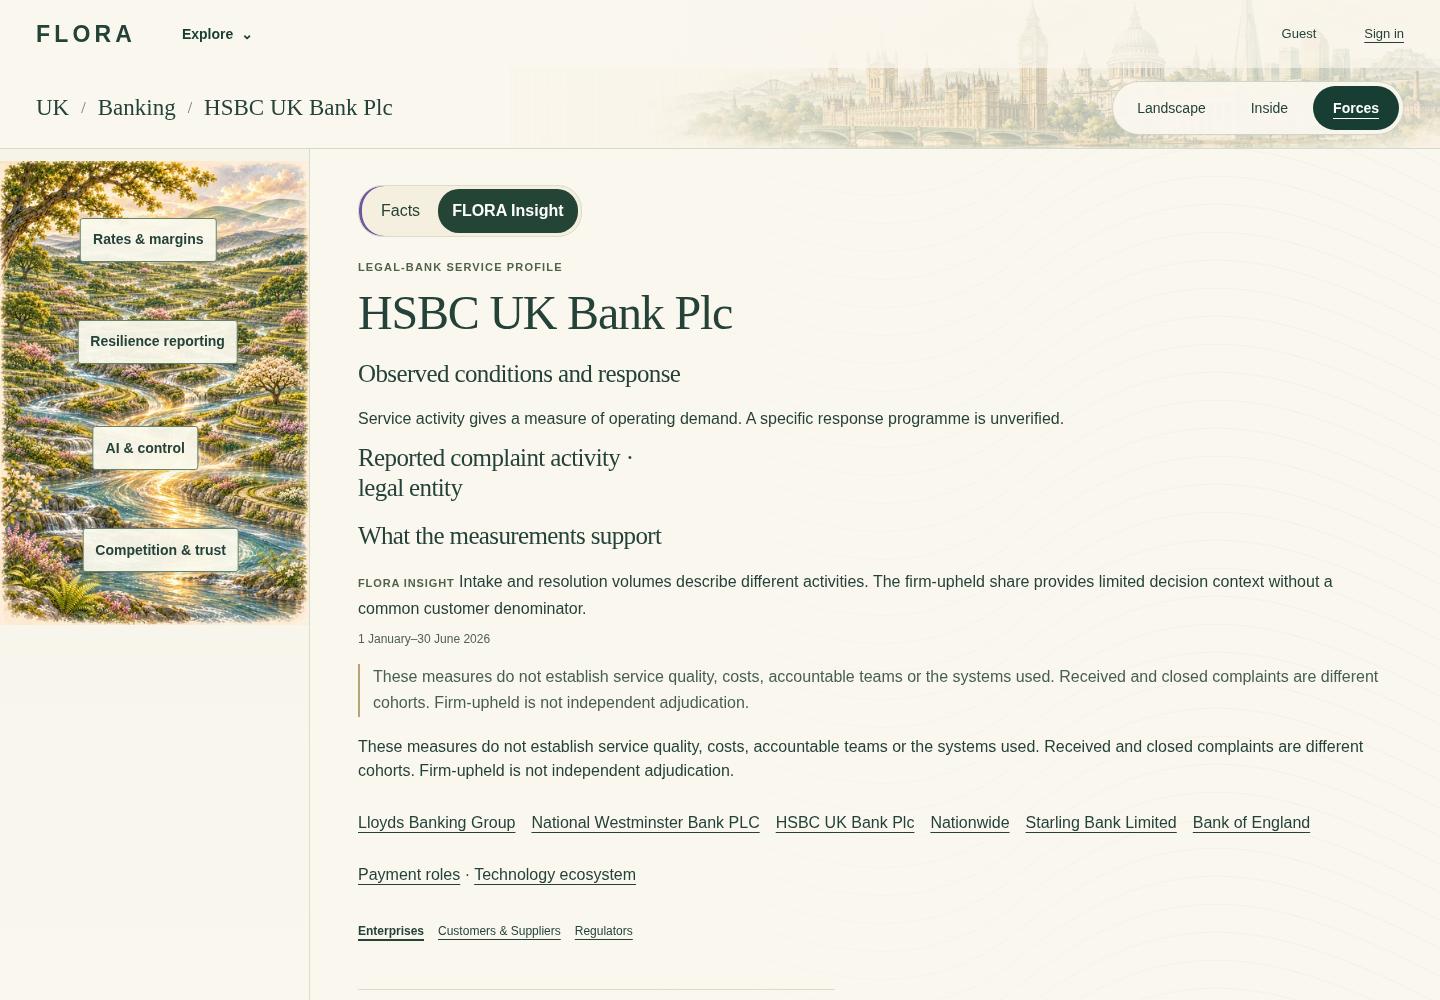 FLORA
Explore
Guest
Sign in
UK / Banking / HSBC UK Bank Plc
Landscape
Inside
Forces
Rates & margins
Resilience reporting
AI & control
Competition & trust
Facts
FLORA Insight
LEGAL-BANK SERVICE PROFILE
HSBC UK Bank Plc
Observed conditions and response
Service activity gives a measure of operating demand. A specific response programme is unverified.
Reported complaint activity ·
legal entity
What the measurements support
FLORA INSIGHT Intake and resolution volumes describe different activities. The firm-upheld share provides limited decision context without a
common customer denominator.
1 January–30 June 2026
These measures do not establish service quality, costs, accountable teams or the systems used. Received and closed complaints are different
cohorts. Firm-upheld is not independent adjudication.
These measures do not establish service quality, costs, accountable teams or the systems used. Received and closed complaints are different
cohorts. Firm-upheld is not independent adjudication.
Lloyds Banking Group National Westminster Bank PLC HSBC UK Bank Plc Nationwide Starling Bank Limited Bank of England
Payment roles · Technology ecosystem
Enterprises Customers & Suppliers Regulators